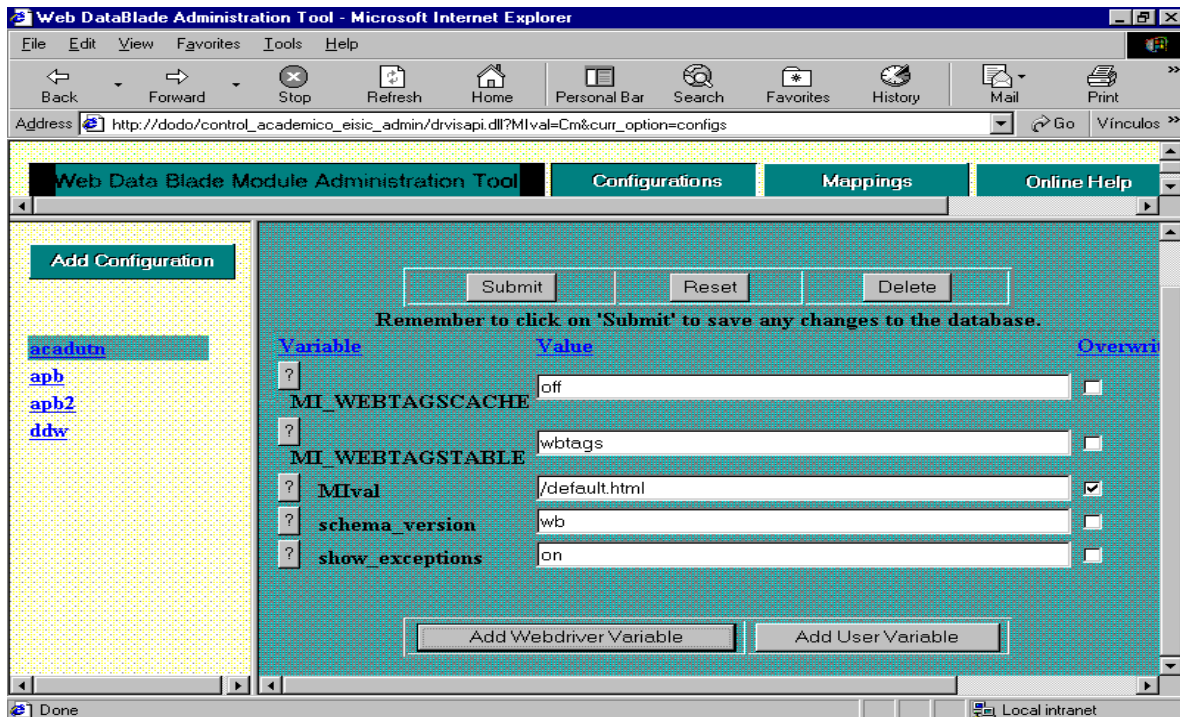 Web DataBlade Administration Tool - Microsoft Internet Explorer
File Edit View Favorites Tools Help
Back Forward Stop Refresh Home Personal Bar Search Favorites History Mail Print »
Address http://dodo/control_academico_eisic_admin/drvisapi.dll?MIval=Cm&curr_option=configs Go Vínculos »
Web Data Blade Module Administration Tool Configurations Mappings Online Help
Add Configuration
acadutn
apb
apb2
ddw
Submit Reset Delete
Remember to click on 'Submit' to save any changes to the database.
Variable Value Overwri
? MI_WEBTAGSCACHE off
? MI_WEBTAGSTABLE wbtags
? MIval /default.html
? schema_version wb
? show_exceptions on
Add Webdriver Variable Add User Variable
Done Local intranet